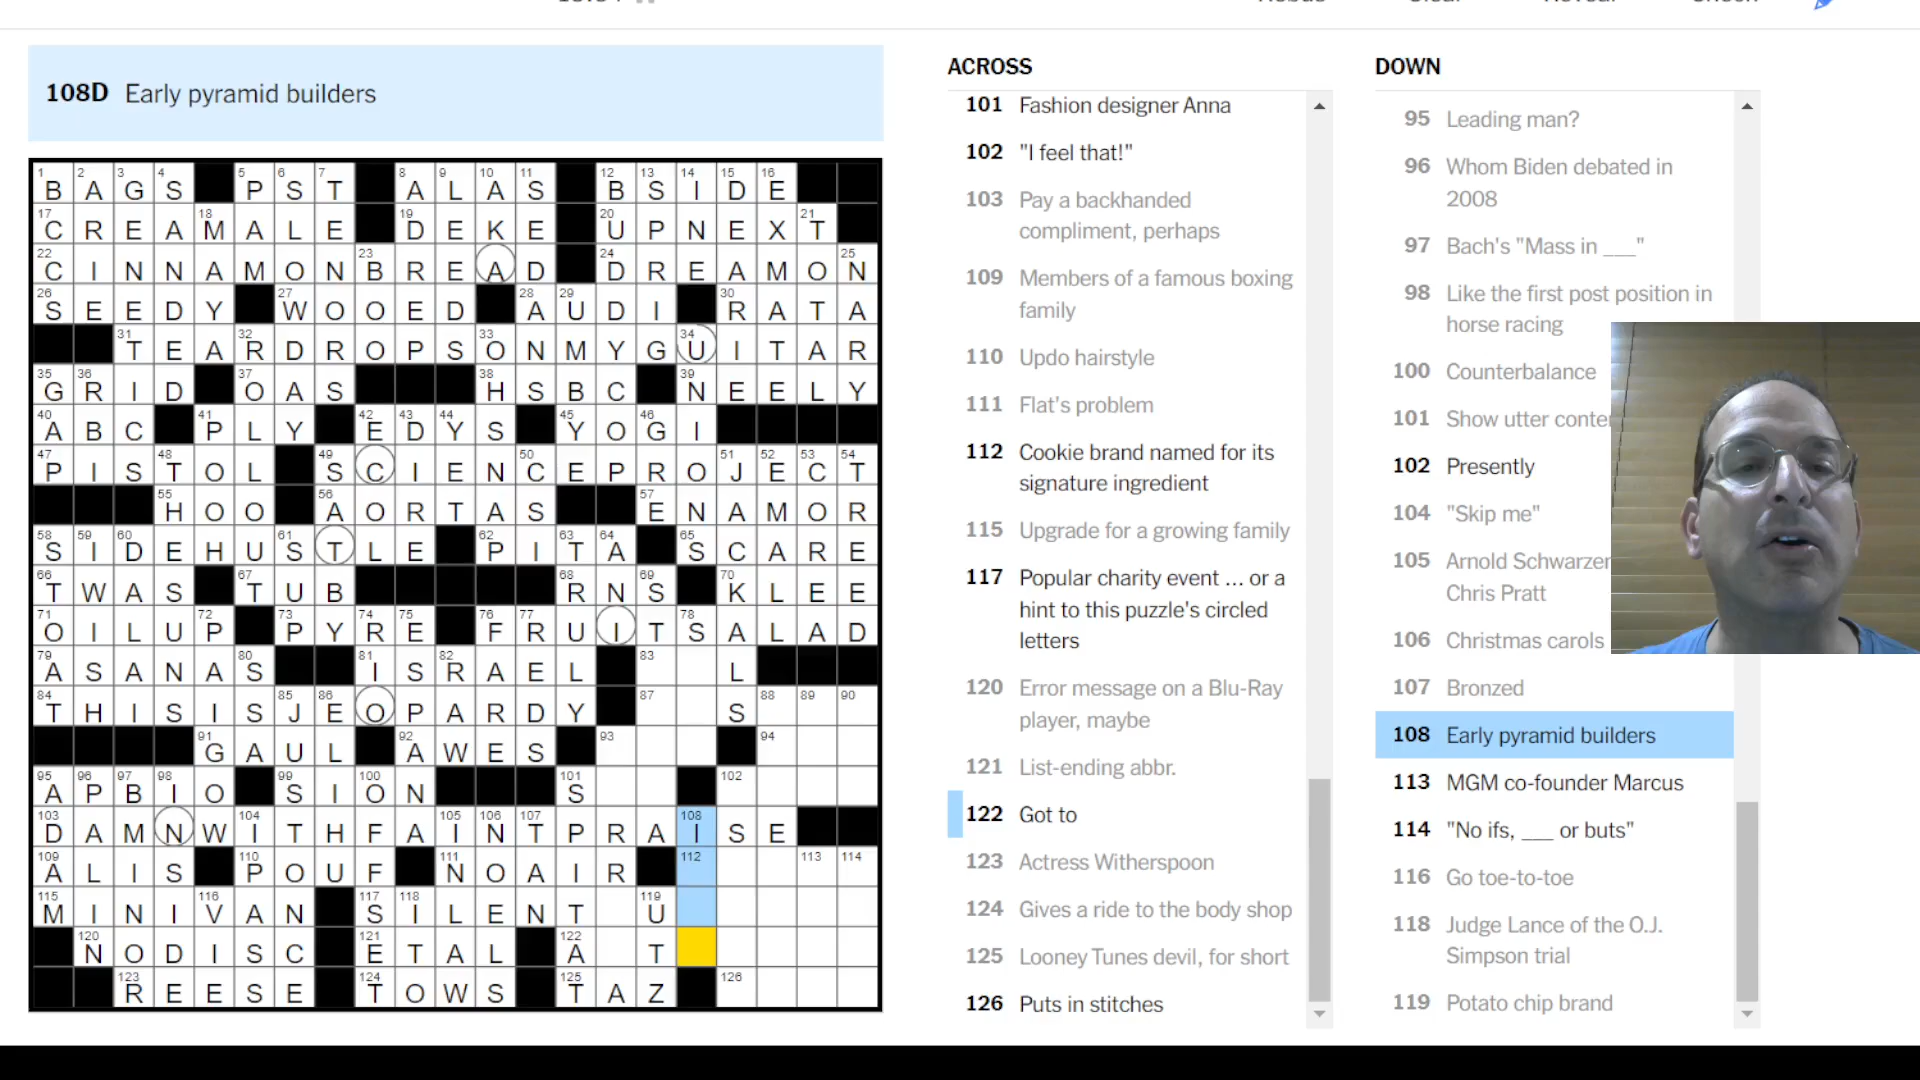 108D Early pyramid builders
BAGS PST ALAS BSIDE
CREAMALE DEKE UPNEXT
CINNAMONBREAD DREAMON
SEEDY WOOED AUDI RATA
TEARDROPSONMYGUITAR
GRID OAS HSBC NEELY
ABC PLY EDYS YOGI
PISTOL SCIENCEPROJECT
HOO AORTAS ENAMOR
SIDEHUSTLE PITA SCARE
TWAS TUB RNS KLEE
OILUP PYRE FRUITSALAD
ASANAS ISRAEL L
THISISJEOPARDY S
GAUL AWES
APBIO SION S
DAMNWITHFAINTPRAISE
ALIS POUF NOAIR
MINIVAN SILENT U
NODISC ETAL A T
REESE TOWS TAZ
ACROSS
101 Fashion designer Anna
102 "I feel that!"
103 Pay a backhanded
compliment, perhaps
109 Members of a famous boxing
family
110 Updo hairstyle
111 Flat's problem
112 Cookie brand named for its
signature ingredient
115 Upgrade for a growing family
117 Popular charity event ... or a
hint to this puzzle's circled
letters
120 Error message on a Blu-Ray
player, maybe
121 List-ending abbr.
122 Got to
123 Actress Witherspoon
124 Gives a ride to the body shop
125 Looney Tunes devil, for short
126 Puts in stitches
DOWN
95 Leading man?
96 Whom Biden debated in
2008
97 Bach's "Mass in ___"
98 Like the first post position in
horse racing
100 Counterbalance
101 Show utter
102 Presently
104 "Skip me"
105 Arnold
Chris Pratt
106 Christmas carols
107 Bronzed
108 Early pyramid builders
113 MGM co-founder Marcus
114 "No ifs, ___ or buts"
116 Go toe-to-toe
118 Judge Lance of the O.J.
Simpson trial
119 Potato chip brand